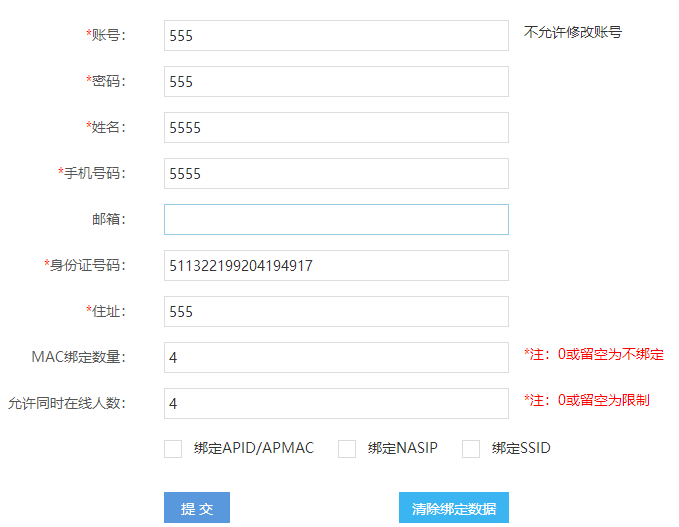 *账号： 555 不允许修改账号
*密码： 555
*姓名： 5555
*手机号码： 5555
邮箱：
*身份证号码： 511322199204194917
*住址： 555
MAC绑定数量： 4 *注：0或留空为不绑定
允许同时在线人数： 4 *注：0或留空为限制
绑定APID/APMAC 绑定NASIP 绑定SSID
提 交 清除绑定数据